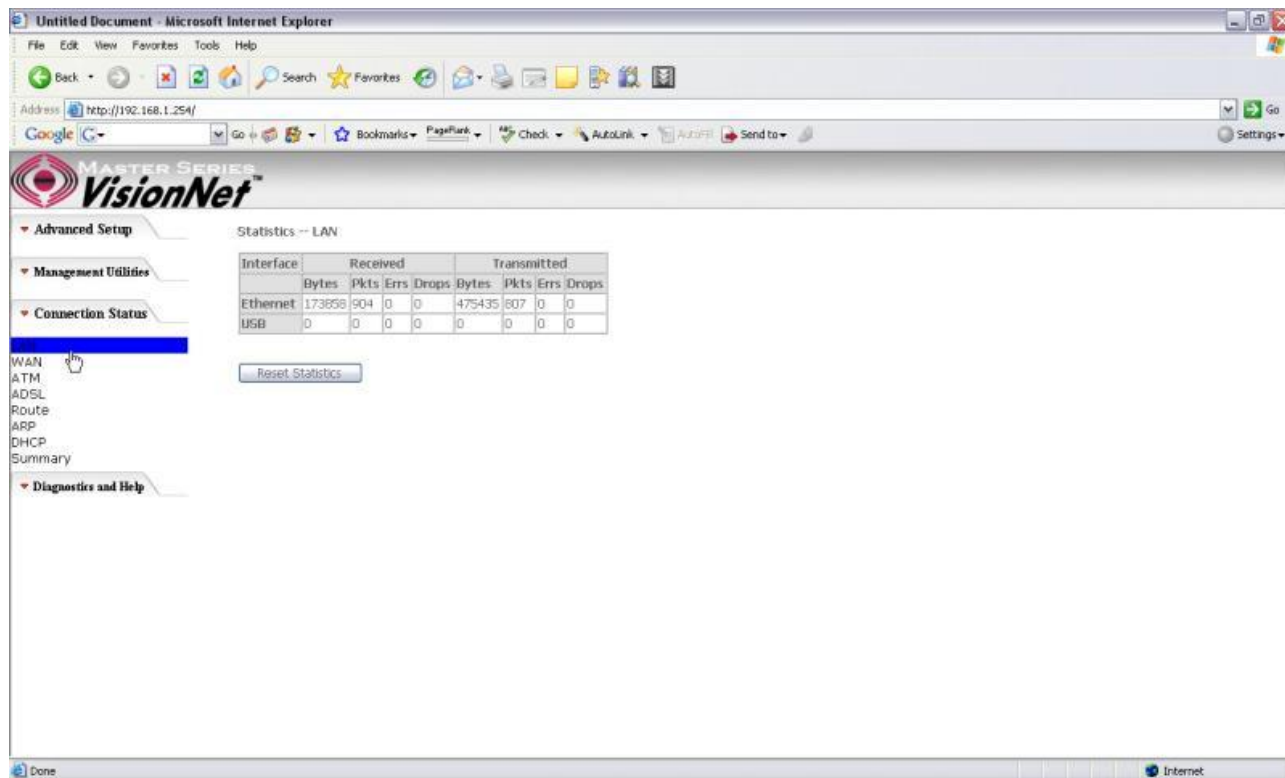 Untitled Document - Microsoft Internet Explorer
File Edit View Favorites Tools Help
Back Search Favorites
Address http://192.168.1.254/ Go
Google G Go Bookmarks PageRank Check AutoLink AutoFill Send to Settings
MASTER SERIES
VisionNet™
Advanced Setup
Management Utilities
Connection Status
WAN
ATM
ADSL
Route
ARP
DHCP
Summary
Diagnostics and Help
Statistics -- LAN
Interface Received Transmitted
Bytes Pkts Errs Drops Bytes Pkts Errs Drops
Ethernet 173858 904 0 0 475435 807 0 0
USB 0 0 0 0 0 0 0 0
Reset Statistics
Done Internet